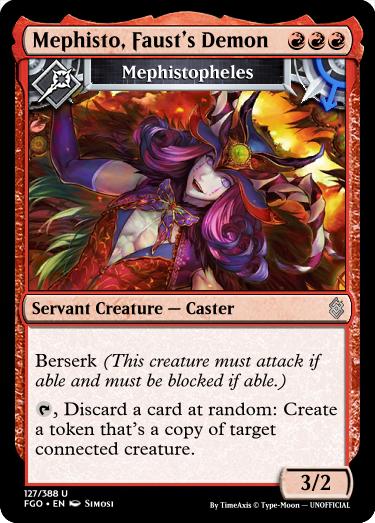 Mephisto, Faust's Demon
Mephistopheles
Servant Creature — Caster
Berserk (This creature must attack if
able and must be blocked if able.)
, Discard a card at random: Create
a token that's a copy of target
connected creature.
3/2
127/388 U
FGO • EN Simosi
By TimeAxis © Type-Moon — UNOFFICIAL